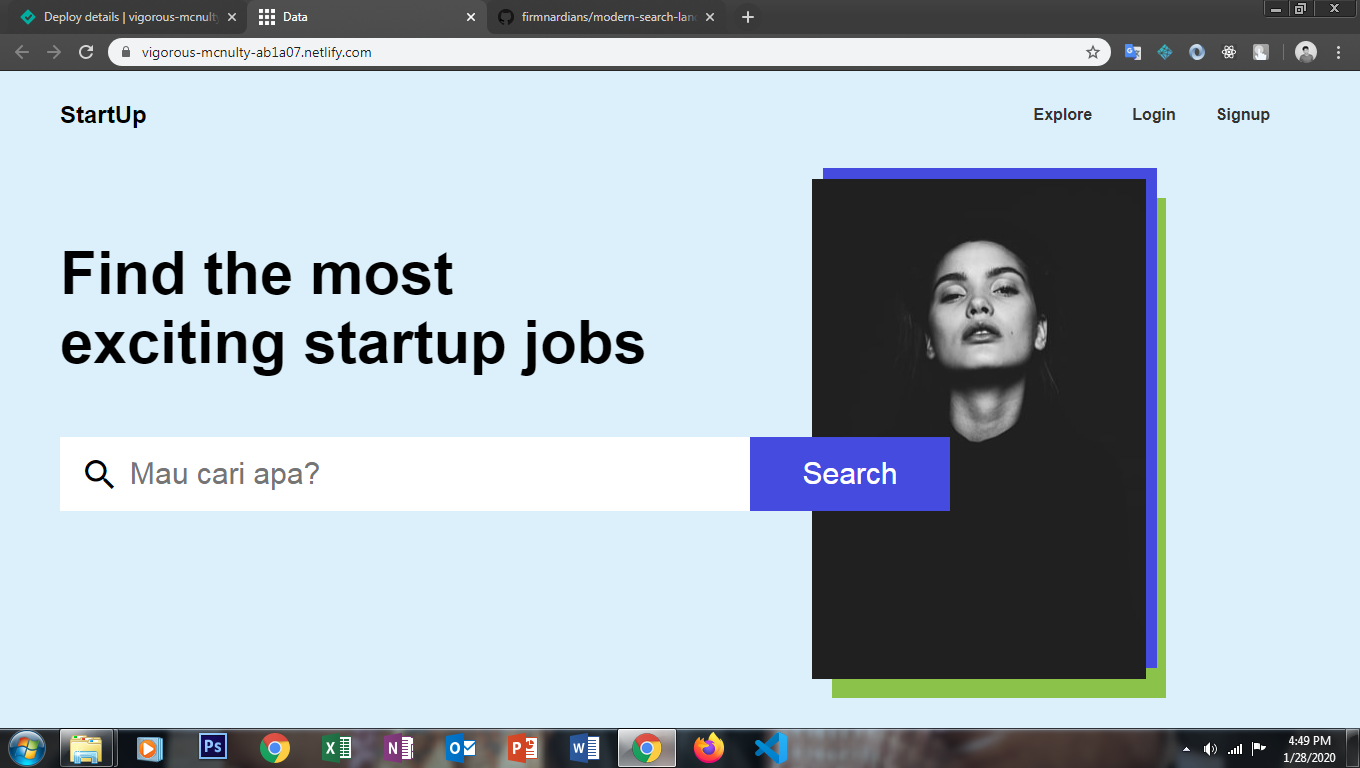 Deploy details | vigorous-mcnulty
Data
firmnardians/modern-search-lan
vigorous-mcnulty-ab1a07.netlify.com
StartUp
Explore Login Signup
Find the most
exciting startup jobs
Mau cari apa?
Search
4:49 PM
1/28/2020